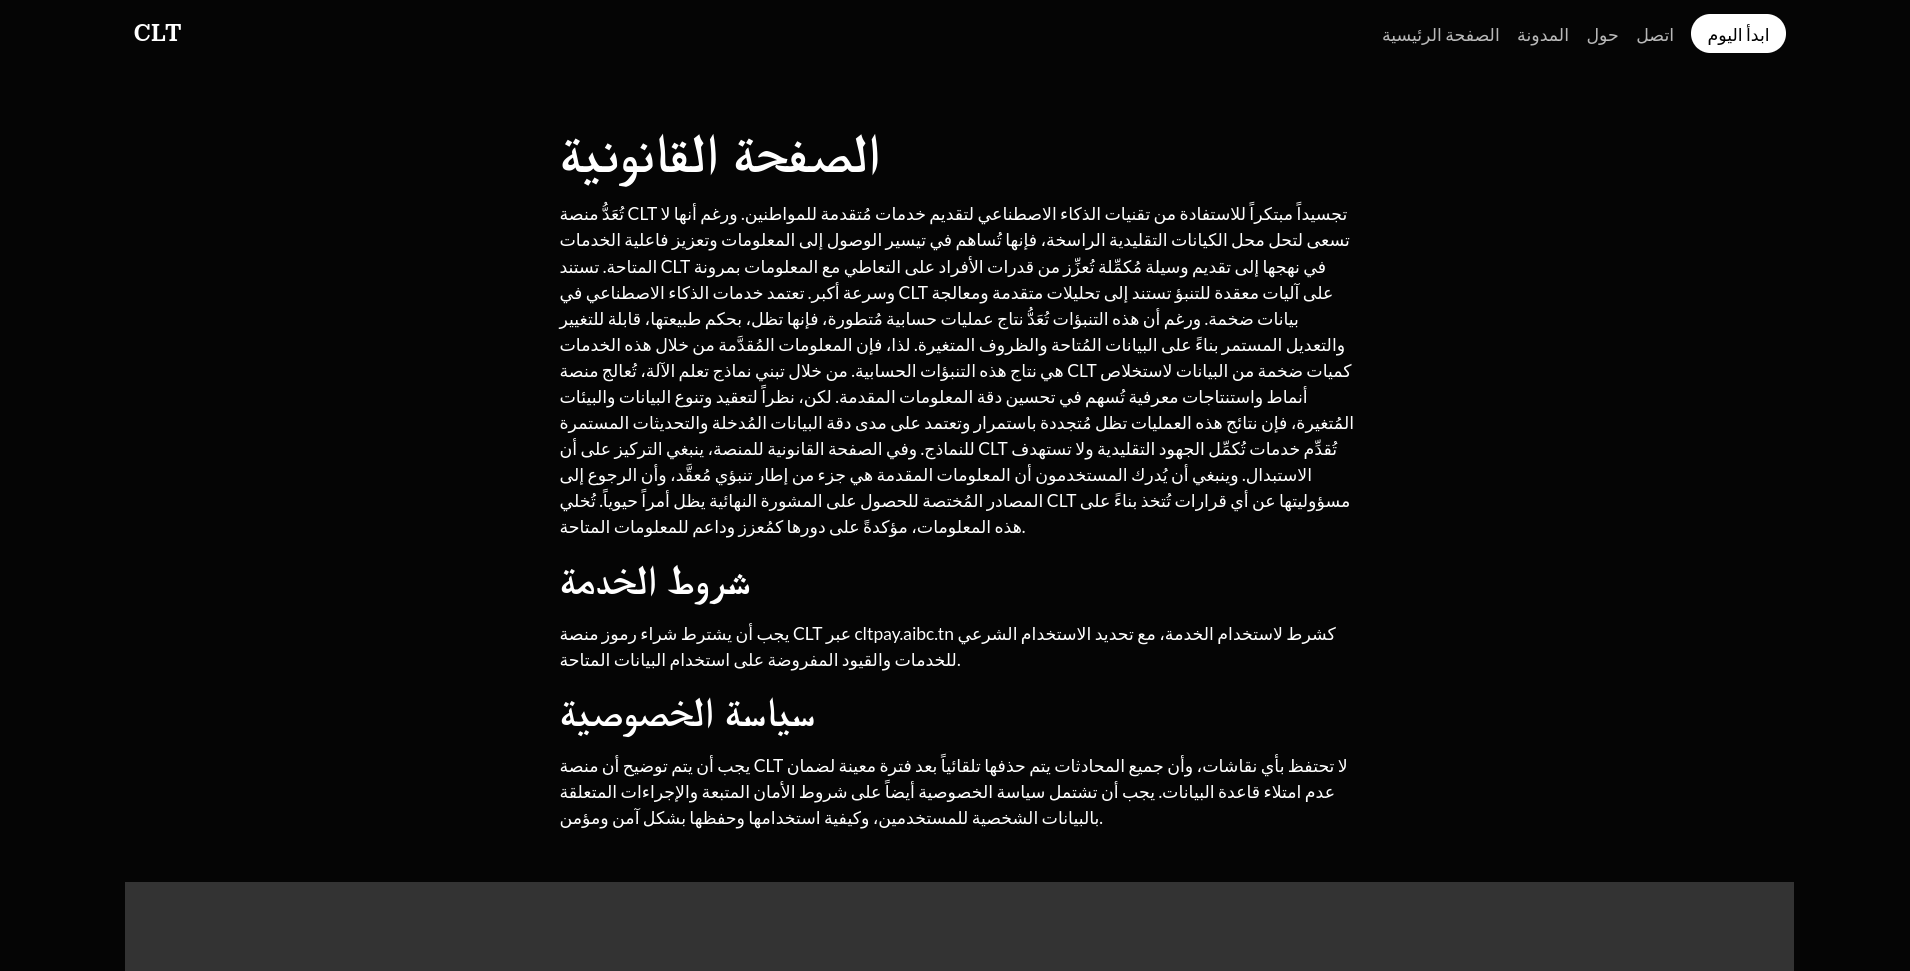 CLT
الصفحة الرئيسية
المدونة
حول
اتصل
ابدأ اليوم
الصفحة القانونية
تُعَدُّ منصة CLT تجسيداً مبتكراً للاستفادة من تقنيات الذكاء الاصطناعي لتقديم خدمات مُتقدمة للمواطنين. ورغم أنها لا
تسعى لتحل محل الكيانات التقليدية الراسخة، فإنها تُساهم في تيسير الوصول إلى المعلومات وتعزيز فاعلية الخدمات
المتاحة. تستند CLT في نهجها إلى تقديم وسيلة مُكمِّلة تُعزِّز من قدرات الأفراد على التعاطي مع المعلومات بمرونة
وسرعة أكبر. تعتمد خدمات الذكاء الاصطناعي في CLT على آليات معقدة للتنبؤ تستند إلى تحليلات متقدمة ومعالجة
بيانات ضخمة. ورغم أن هذه التنبؤات تُعَدُّ نتاج عمليات حسابية مُتطورة، فإنها تظل، بحكم طبيعتها، قابلة للتغيير
والتعديل المستمر بناءً على البيانات المُتاحة والظروف المتغيرة. لذا، فإن المعلومات المُقدَّمة من خلال هذه الخدمات
هي نتاج هذه التنبؤات الحسابية. من خلال تبني نماذج تعلم الآلة، تُعالج منصة CLT كميات ضخمة من البيانات لاستخلاص
أنماط واستنتاجات معرفية تُسهم في تحسين دقة المعلومات المقدمة. لكن، نظراً لتعقيد وتنوع البيانات والبيئات
المُتغيرة، فإن نتائج هذه العمليات تظل مُتجددة باستمرار وتعتمد على مدى دقة البيانات المُدخلة والتحديثات المستمرة
للنماذج. وفي الصفحة القانونية للمنصة، ينبغي التركيز على أن CLT تُقدِّم خدمات تُكمِّل الجهود التقليدية ولا تستهدف
الاستبدال. وينبغي أن يُدرك المستخدمون أن المعلومات المقدمة هي جزء من إطار تنبؤي مُعقَّد، وأن الرجوع إلى
المصادر المُختصة للحصول على المشورة النهائية يظل أمراً حيوياً. تُخلي CLT مسؤوليتها عن أي قرارات تُتخذ بناءً على
هذه المعلومات، مؤكدةً على دورها كمُعزز وداعم للمعلومات المتاحة.
شروط الخدمة
يجب أن يشترط شراء رموز منصة CLT عبر cltpay.aibc.tn كشرط لاستخدام الخدمة، مع تحديد الاستخدام الشرعي
للخدمات والقيود المفروضة على استخدام البيانات المتاحة.
سياسة الخصوصية
يجب أن يتم توضيح أن منصة CLT لا تحتفظ بأي نقاشات، وأن جميع المحادثات يتم حذفها تلقائياً بعد فترة معينة لضمان
عدم امتلاء قاعدة البيانات. يجب أن تشتمل سياسة الخصوصية أيضاً على شروط الأمان المتبعة والإجراءات المتعلقة
بالبيانات الشخصية للمستخدمين، وكيفية استخدامها وحفظها بشكل آمن ومؤمن.